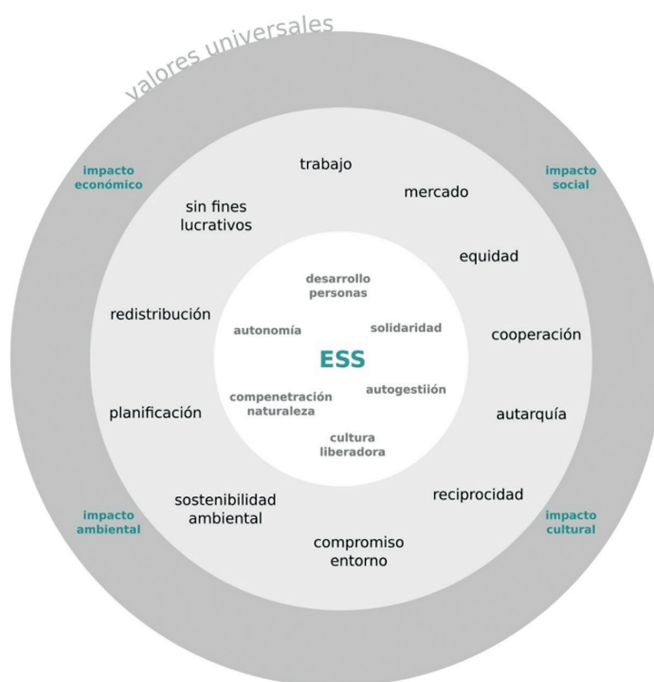 valores universales
impacto
económico
impacto
social
trabajo
mercado
sin fines
lucrativos
equidad
desarrollo
personas
redistribución
autonomía
solidaridad
cooperación
ESS
compenetración
naturaleza
autogestiión
planificación
autarquía
cultura
liberadora
sostenibilidad
ambiental
reciprocidad
impacto
ambiental
impacto
cultural
compromiso
entorno